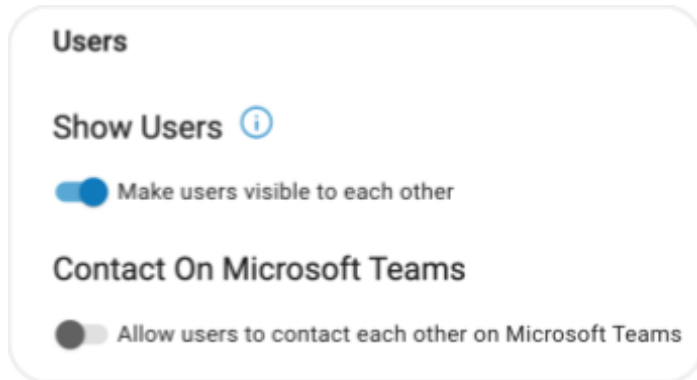 Users
Show Users
Make users visible to each other
Contact On Microsoft Teams
Allow users to contact each other on Microsoft Teams